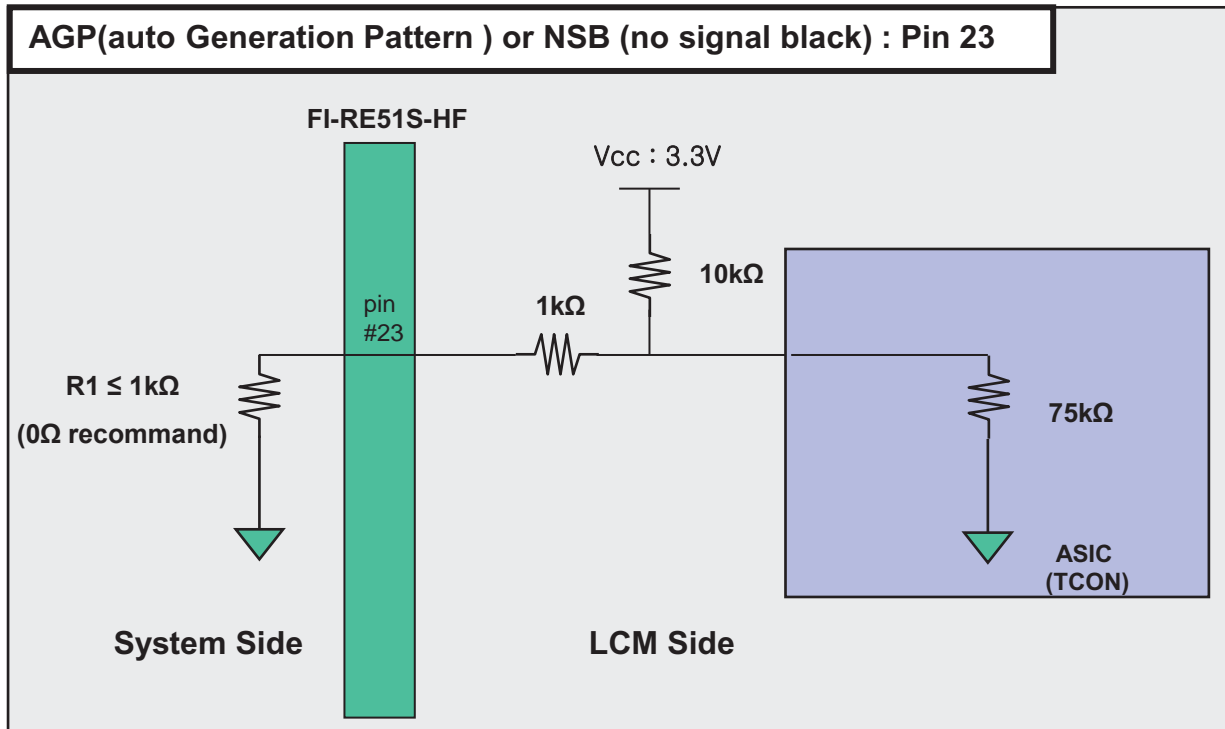 AGP(auto Generation Pattern ) or NSB (no signal black) : Pin 23
FI-RE51S-HF
Vcc : 3.3V
10kΩ
1kΩ
pin
#23
R1 ≤ 1kΩ
(0Ω recommand)
75kΩ
ASIC
(TCON)
System Side
LCM Side